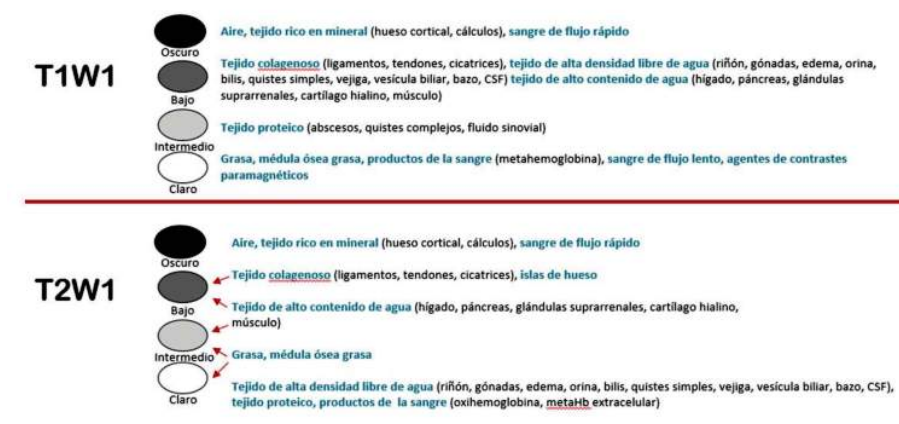 Aire, tejido rico en mineral (hueso cortical, cálculos), sangre de flujo rápido
Oscuro
T1W1
Tejido colagenoso (ligamentos, tendones, cicatrices), tejido de alta densidad libre de agua (riñón, gónadas, edema, orina,
bilis, quistes simples, vejiga, vesícula biliar, bazo, CSF) tejido de alto contenido de agua (hígado, páncreas, glándulas
suprarrenales, cartílago hialino, músculo)
Bajo
Tejido proteico (abscesos, quistes complejos, fluido sinovial)
Intermedio
Grasa, médula ósea grasa, productos de la sangre (metahemoglobina), sangre de flujo lento, agentes de contrastes
paramagnéticos
Claro
Aire, tejido rico en mineral (hueso cortical, cálculos), sangre de flujo rápido
Oscuro
T2W1
Tejido colagenoso (ligamentos, tendones, cicatrices), islas de hueso
Bajo
Tejido de alto contenido de agua (hígado, páncreas, glándulas suprarrenales, cartílago hialino,
músculo)
Intermedio
Grasa, médula ósea grasa
Claro
Tejido de alta densidad libre de agua (riñón, gónadas, edema, orina, bilis, quistes simples, vejiga, vesícula biliar, bazo, CSF),
tejido proteico, productos de la sangre (oxihemoglobina, metaHb extracelular)